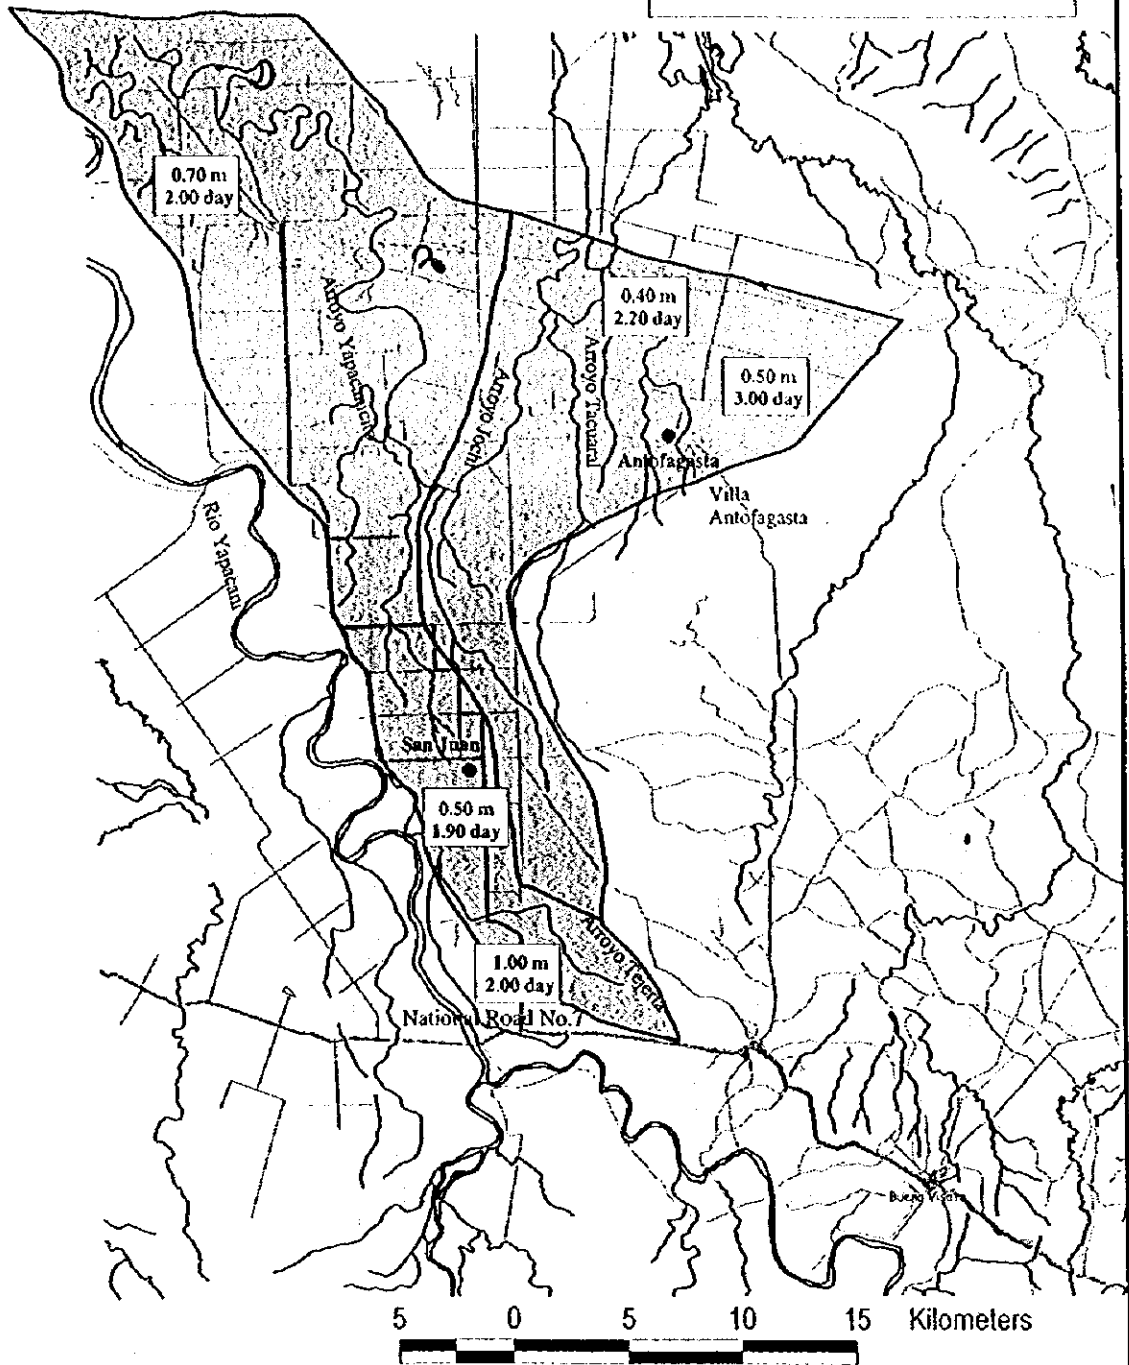 0.70 m
2.00 day
0.40 m
2.20 day
Arroyo Yapacanicito
Arroyo Jochi
Arroyo Tacuaral
0.50 m
3.00 day
Antofagasta
Villa
Antofagasta
Rio Yapacani
San Juan
0.50 m
1.90 day
Arroyo Tejeria
1.00 m
2.00 day
National Road No.7
Buena Vista
5 0 5 10 15 Kilometers